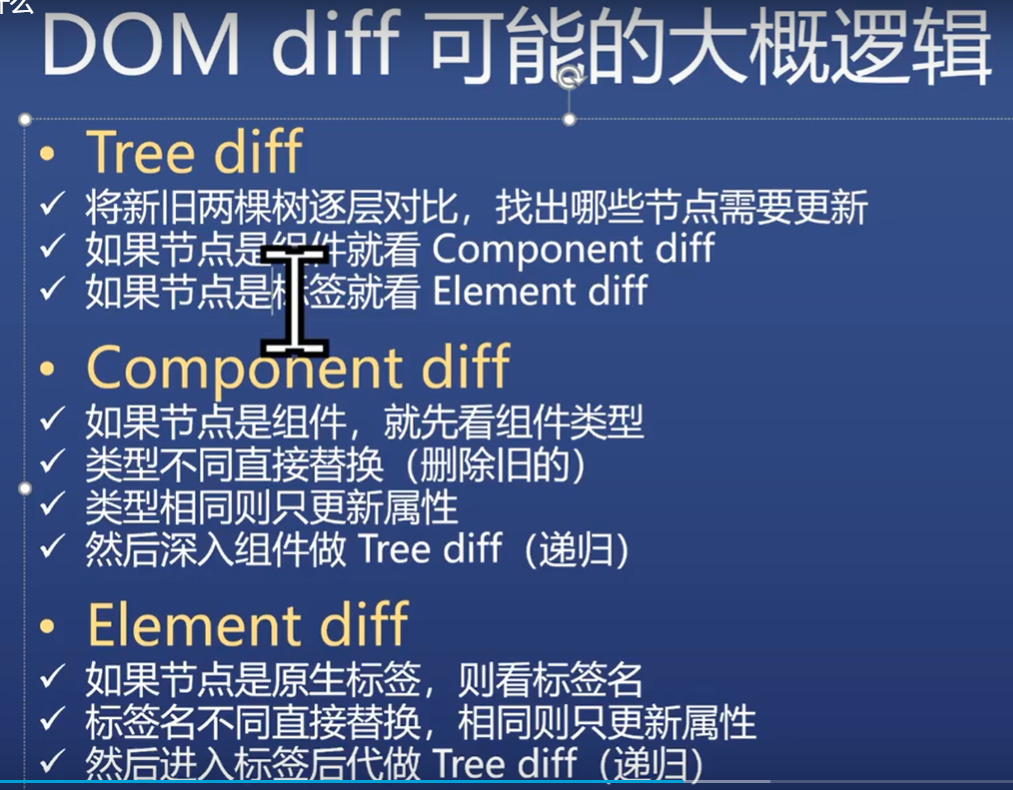 什么
DOM diff 可能的大概逻辑
• Tree diff
✓ 将新旧两棵树逐层对比，找出哪些节点需要更新
✓ 如果节点是组件就看 Component diff
✓ 如果节点是标签就看 Element diff
• Component diff
✓ 如果节点是组件，就先看组件类型
✓ 类型不同直接替换（删除旧的）
✓ 类型相同则只更新属性
✓ 然后深入组件做 Tree diff（递归）
• Element diff
✓ 如果节点是原生标签，则看标签名
✓ 标签名不同直接替换，相同则只更新属性
✓ 然后进入标签后代做 Tree diff（递归）